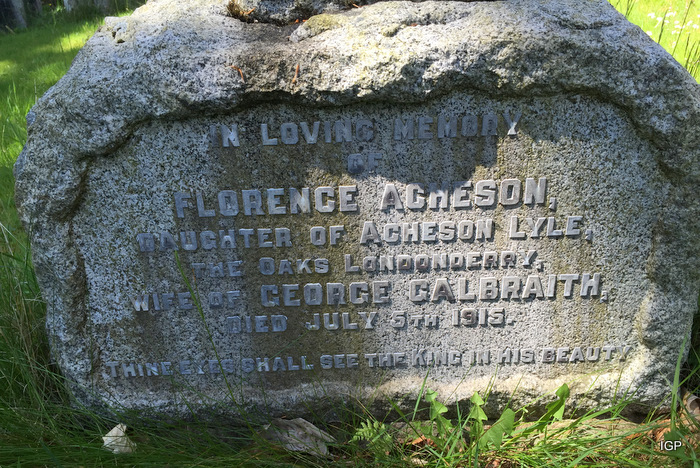 IN LOVING MEMORY
OF
FLORENCE ACHESON,
DAUGHTER OF ACHESON LYLE,
THE OAKS LONDONDERRY,
WIFE OF GEORGE GALBRAITH,
DIED JULY 5TH 1915.
THINE EYES SHALL SEE THE KING IN HIS BEAUTY
IGP